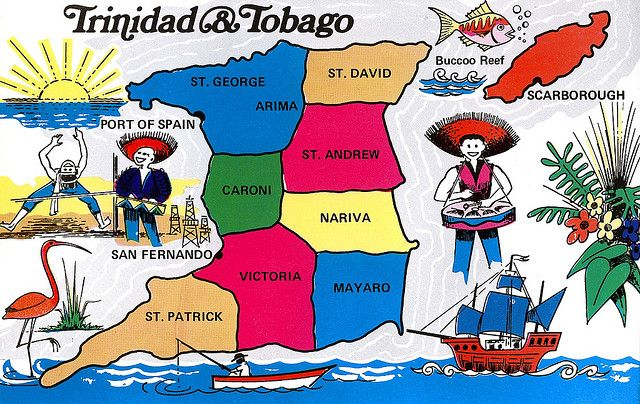 Trinidad & Tobago
ST. GEORGE
ST. DAVID
ARIMA
Buccoo Reef
SCARBOROUGH
PORT OF SPAIN
ST. ANDREW
CARONI
NARIVA
SAN FERNANDO
VICTORIA
MAYARO
ST. PATRICK